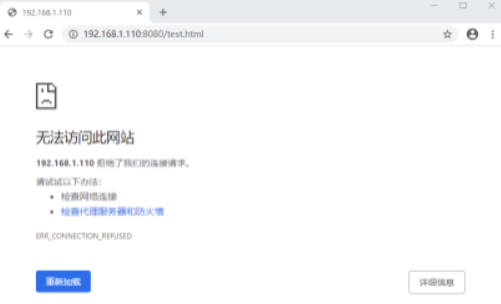 192.168.1.110
192.168.1.110:8080/test.html
无法访问此网站
192.168.1.110 拒绝了我们的连接请求。
请试试以下办法：
检查网络连接
检查代理服务器和防火墙
ERR_CONNECTION_REFUSED
重新加载
详细信息